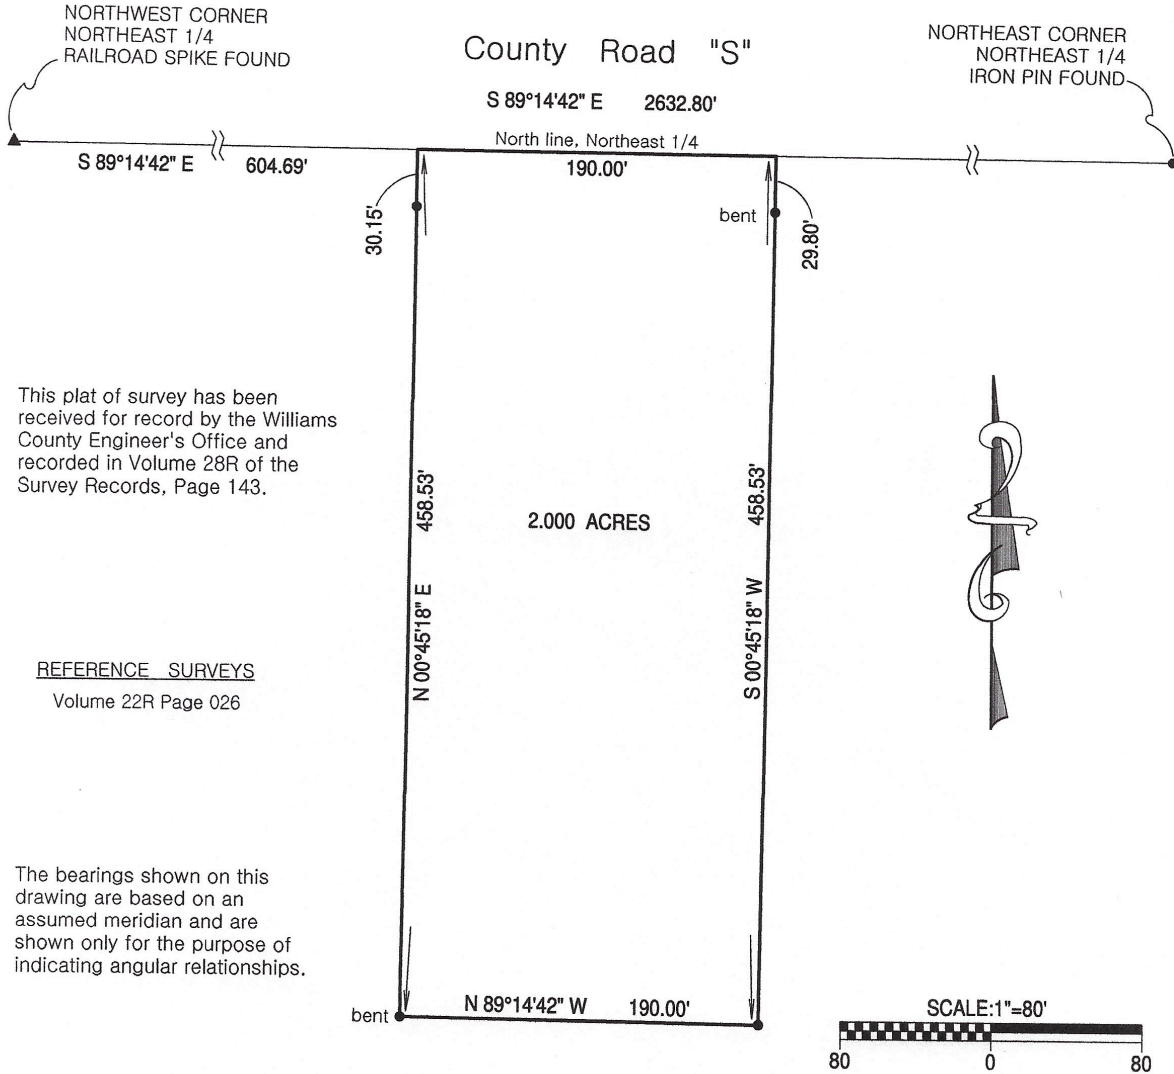 NORTHWEST CORNER
NORTHEAST 1/4
RAILROAD SPIKE FOUND
County Road "S"
NORTHEAST CORNER
NORTHEAST 1/4
IRON PIN FOUND
S 89°14'42" E 2632.80'
North line, Northeast 1/4
S 89°14'42" E 604.69'
190.00'
30.15'
bent
29.80'
This plat of survey has been
received for record by the Williams
County Engineer's Office and
recorded in Volume 28R of the
Survey Records, Page 143.
N 00°45'18" E 458.53'
2.000 ACRES
S 00°45'18" W 458.53'
REFERENCE SURVEYS
Volume 22R Page 026
The bearings shown on this
drawing are based on an
assumed meridian and are
shown only for the purpose of
indicating angular relationships.
bent
N 89°14'42" W 190.00'
SCALE:1"=80'
80 0 80